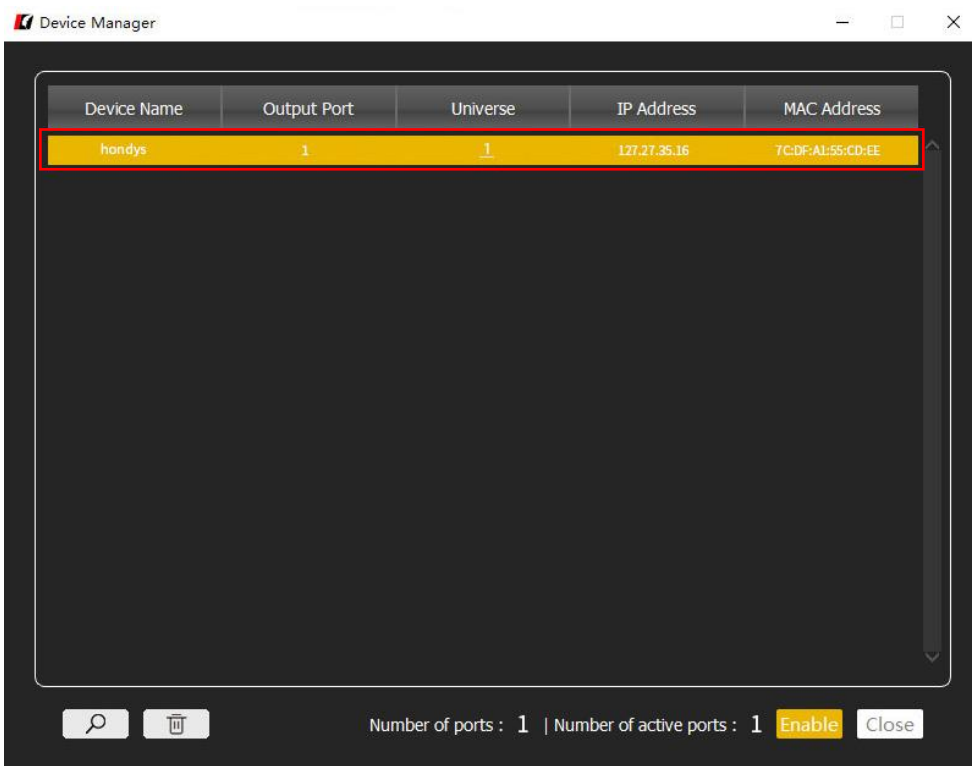 Device Manager
Device Name Output Port Universe IP Address MAC Address
hondys 1 1 127.27.35.16 7C:DF:A1:55:CD:EE
Number of ports : 1 | Number of active ports : 1 Enable Close